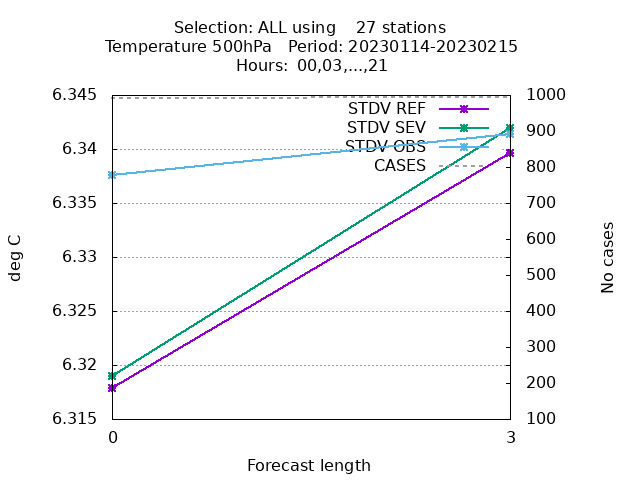 Selection: ALL using 27 stations
Temperature 500hPa Period: 20230114-20230215
Hours: 00,03,...,21
6.345
6.34
6.335
6.33
6.325
6.32
6.315
deg C
STDV REF
STDV SEV
STDV OBS
CASES
1000
900
800
700
600
500
400
300
200
100
No cases
0
3
Forecast length